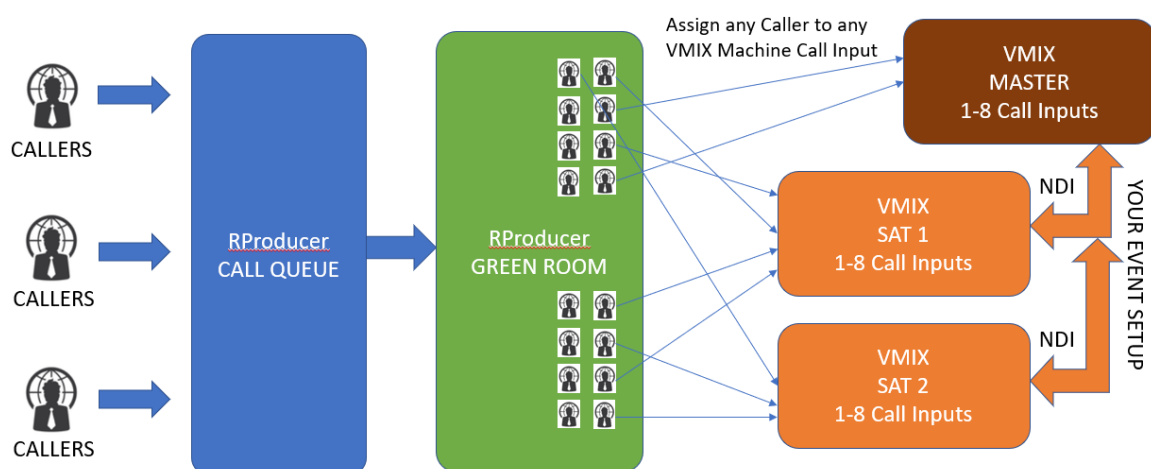 CALLERS
CALLERS
CALLERS
RProducer
CALL QUEUE
RProducer
GREEN ROOM
Assign any Caller to any
VMIX Machine Call Input
VMIX
MASTER
1-8 Call Inputs
VMIX
SAT 1
1-8 Call Inputs
VMIX
SAT 2
1-8 Call Inputs
NDI
NDI
YOUR EVENT SETUP